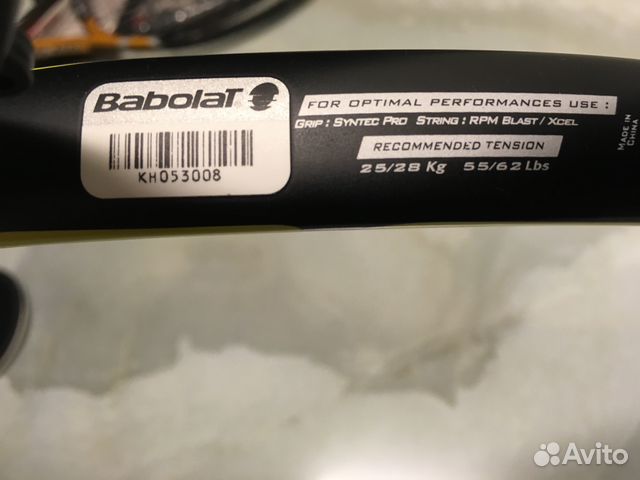 BabolaT
KH053008
FOR OPTIMAL PERFORMANCES USE :
GRIP : SYNTEC PRO STRING : RPM BLAST / XCEL
RECOMMENDED TENSION
25/28 Kg 55/62 Lbs
MADE IN
CHINA
Avito